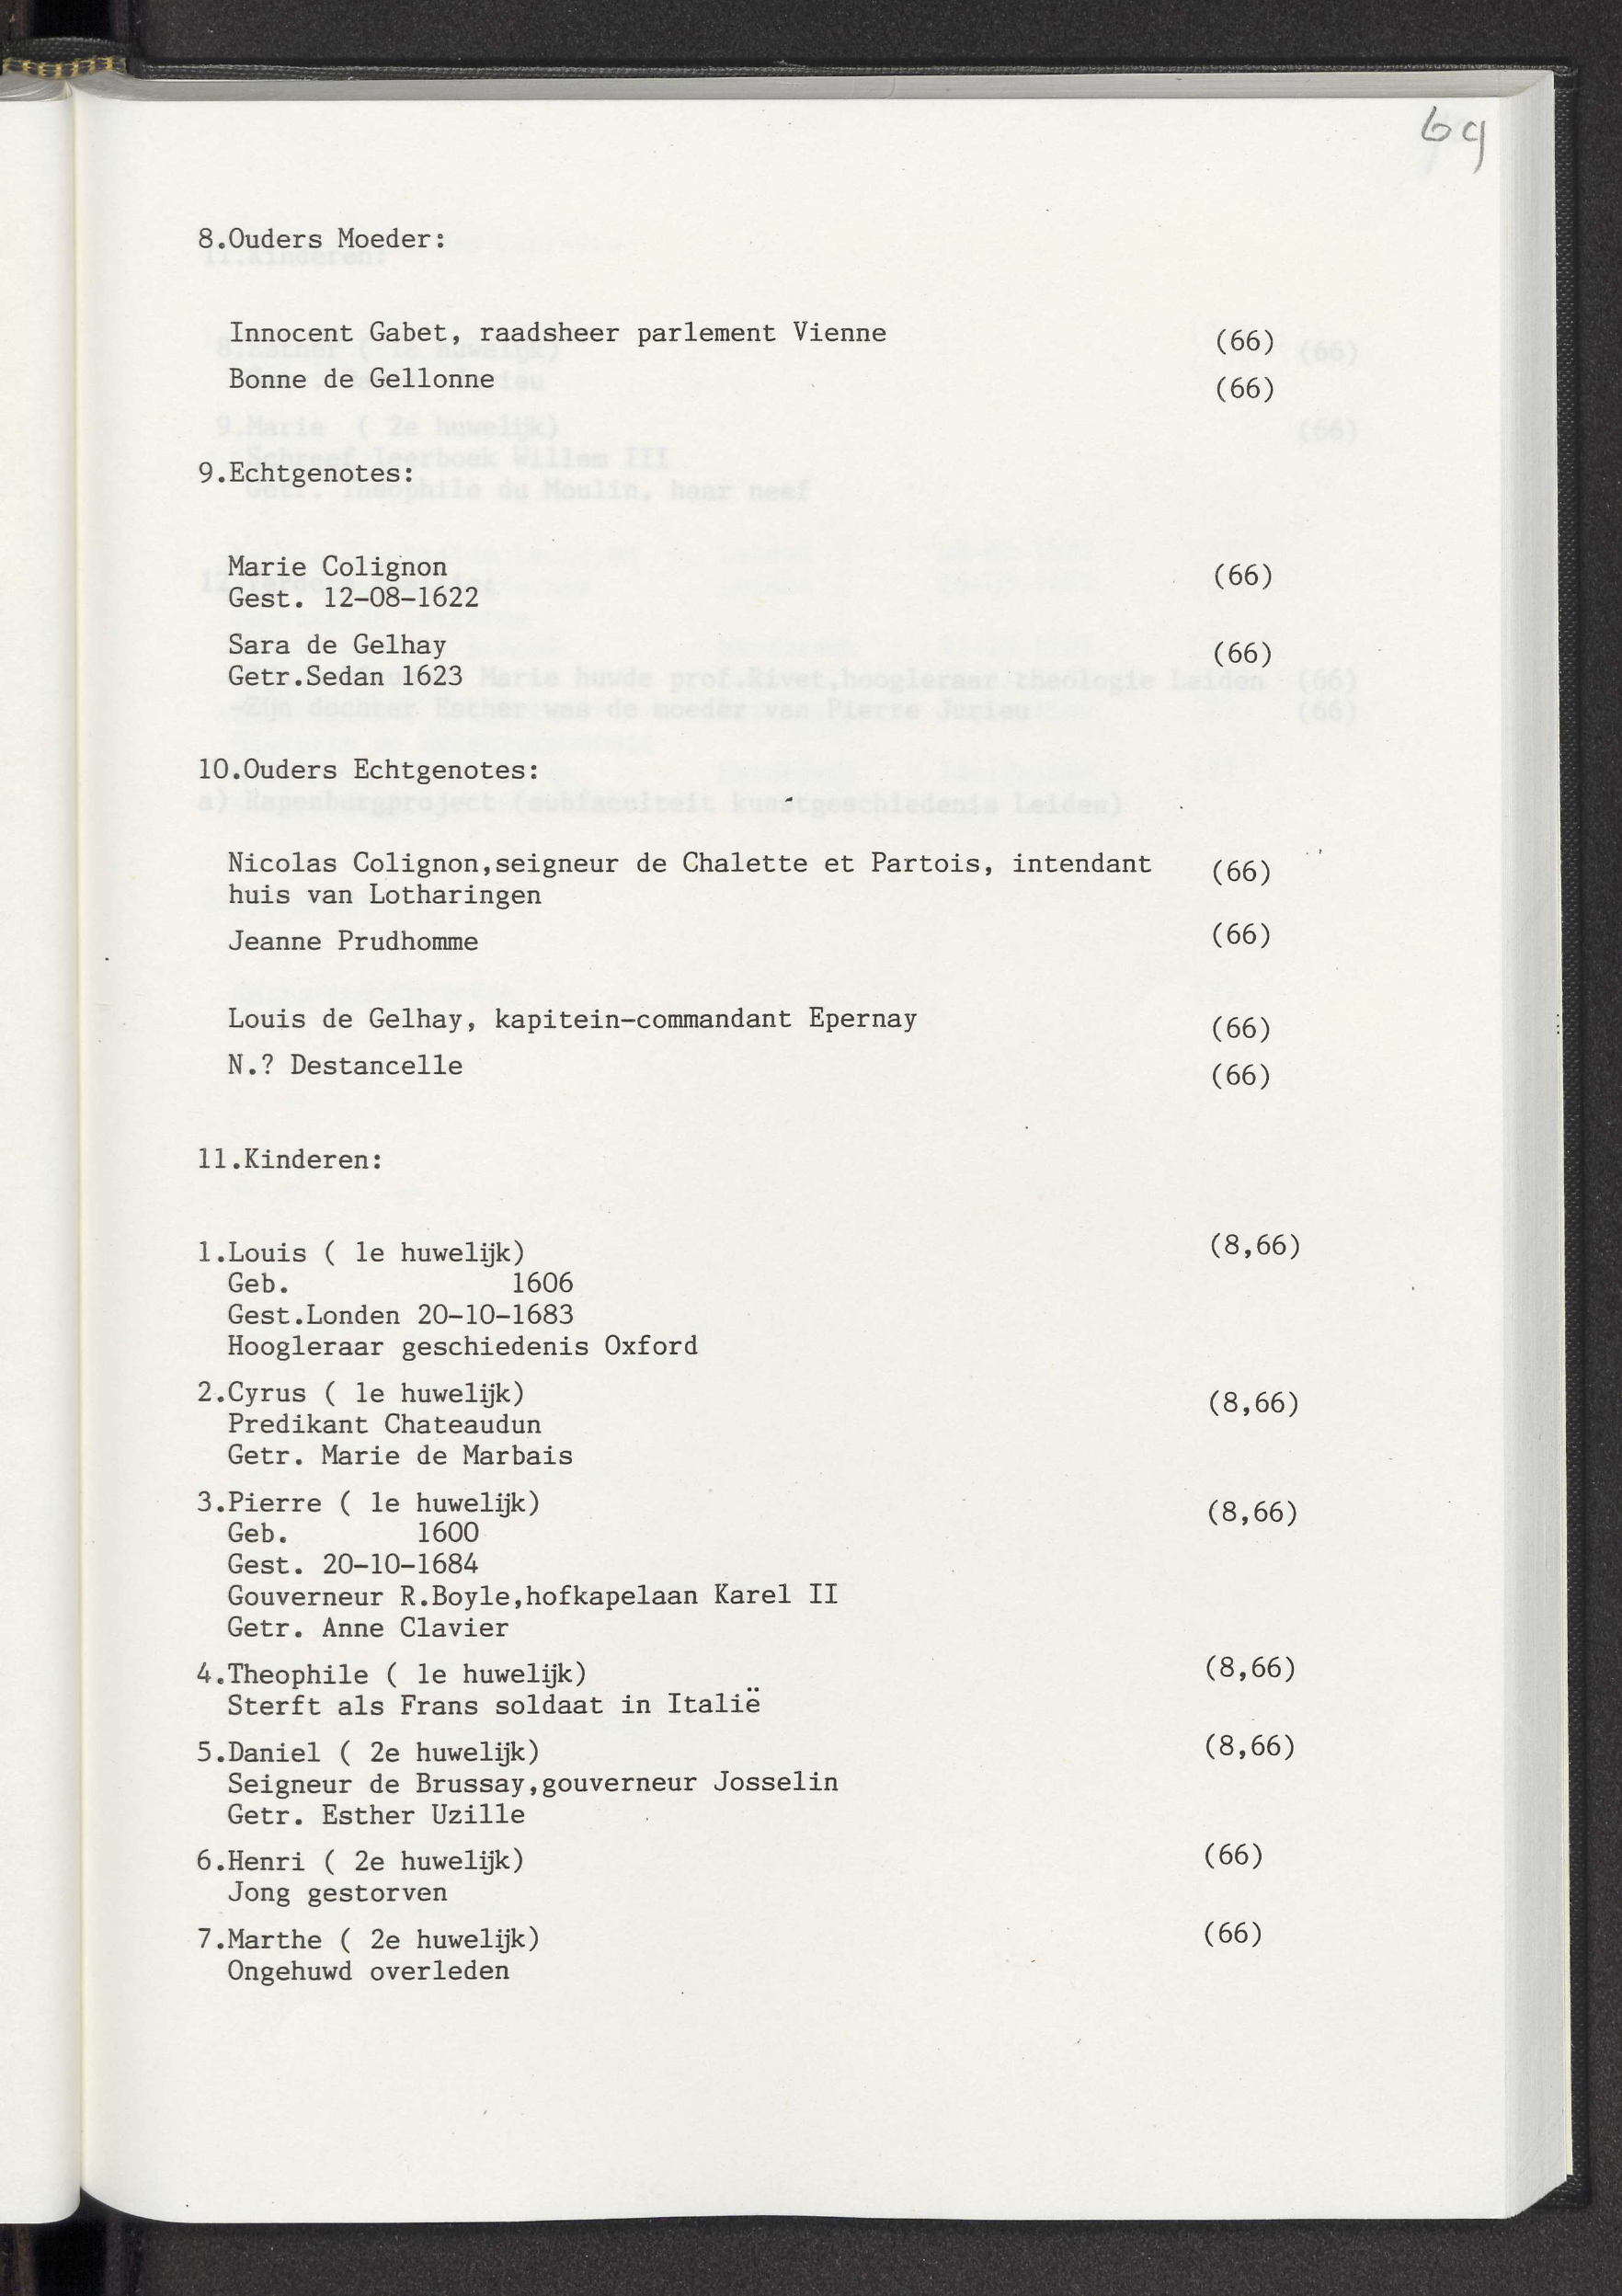 69
8.Ouders Moeder:
Innocent Gabet, raadsheer parlement Vienne (66)
Bonne de Gellonne (66)
9.Echtgenotes:
Marie Colignon (66)
Gest. 12-08-1622
Sara de Gelhay (66)
Getr.Sedan 1623
10.Ouders Echtgenotes:
Nicolas Colignon,seigneur de Chalette et Partois, intendant (66)
huis van Lotharingen
Jeanne Prudhomme (66)
Louis de Gelhay, kapitein-commandant Epernay (66)
N.? Destancelle (66)
11.Kinderen:
1.Louis ( 1e huwelijk) (8,66)
Geb. 1606
Gest.Londen 20-10-1683
Hoogleraar geschiedenis Oxford
2.Cyrus ( 1e huwelijk) (8,66)
Predikant Chateaudun
Getr. Marie de Marbais
3.Pierre ( 1e huwelijk) (8,66)
Geb. 1600
Gest. 20-10-1684
Gouverneur R.Boyle,hofkapelaan Karel II
Getr. Anne Clavier
4.Theophile ( 1e huwelijk) (8,66)
Sterft als Frans soldaat in Italië
5.Daniel ( 2e huwelijk) (8,66)
Seigneur de Brussay,gouverneur Josselin
Getr. Esther Uzille
6.Henri ( 2e huwelijk) (66)
Jong gestorven
7.Marthe ( 2e huwelijk) (66)
Ongehuwd overleden